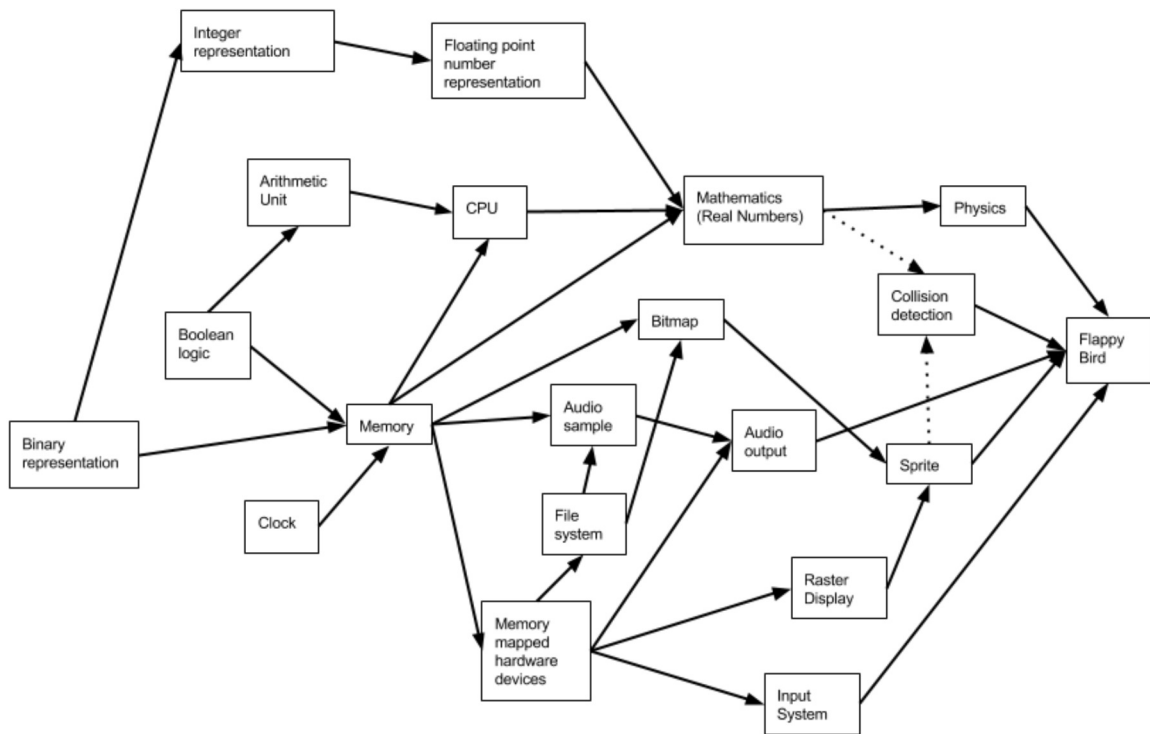 Integer
representation
Floating point
number
representation
Arithmetic
Unit
CPU
Mathematics
(Real Numbers)
Physics
Collision
detection
Bitmap
Boolean
logic
Flappy
Bird
Memory
Audio
sample
Audio
output
Binary
representation
Sprite
Clock
File
system
Raster
Display
Memory
mapped
hardware
devices
Input
System